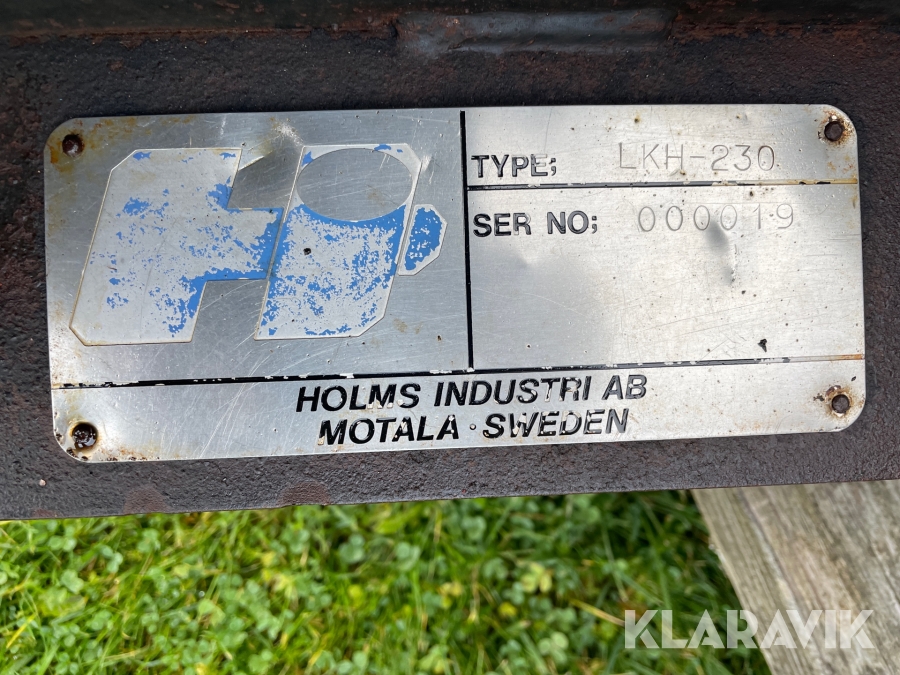 TYPE; LKH-230
SER NO; 000019
HOLMS INDUSTRI AB
MOTALA · SWEDEN
KLARAVIK